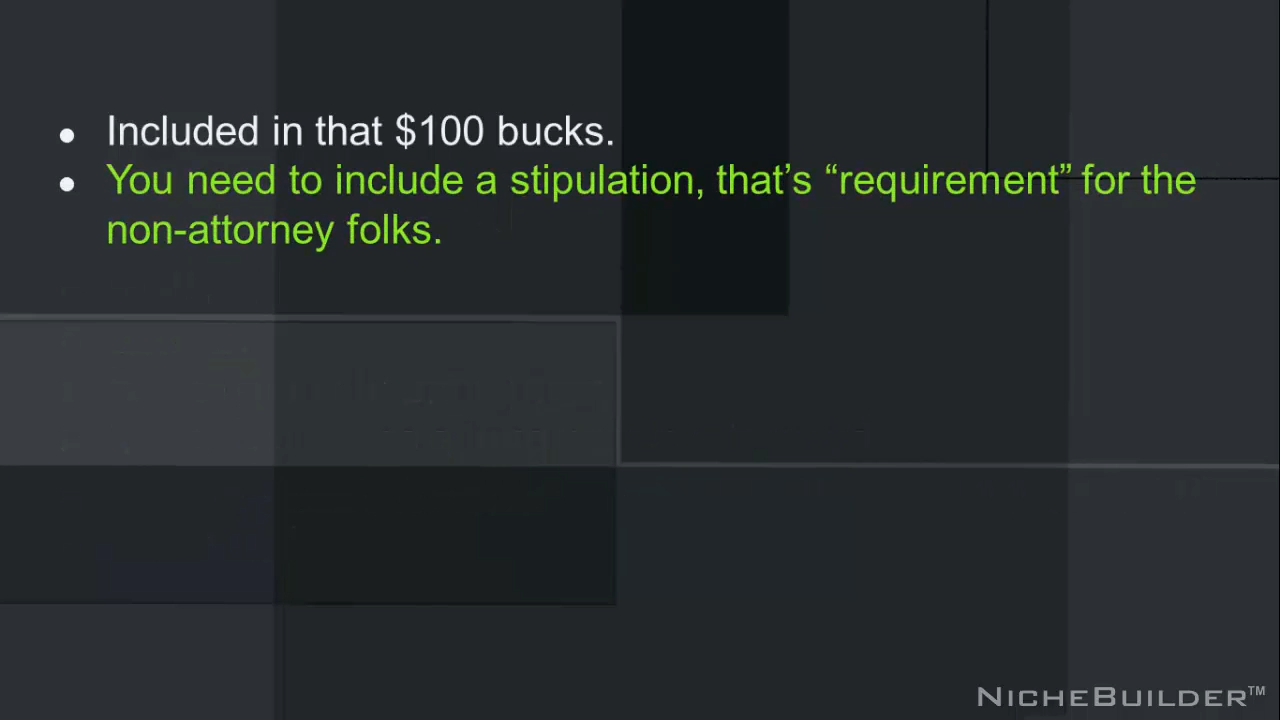 ● Included in that $100 bucks.
● You need to include a stipulation, that’s “requirement” for the
non-attorney folks.
NICHEBUILDER™